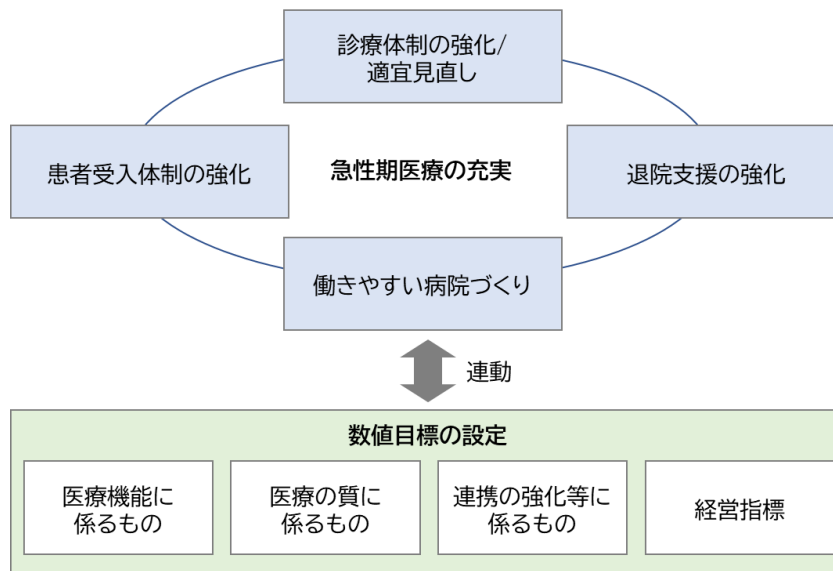 診療体制の強化/
適宜見直し
患者受入体制の強化
急性期医療の充実
退院支援の強化
働きやすい病院づくり
連動
数値目標の設定
医療機能に
係るもの
医療の質に
係るもの
連携の強化等に
係るもの
経営指標